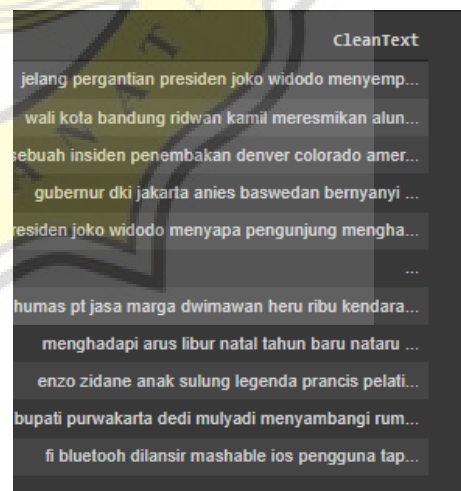 CleanText
jelang pergantian presiden joko widodo menyemp...
wali kota bandung ridwan kamil meresmikan alun...
sebuah insiden penembakan denver colorado amer...
gubernur dki jakarta anies baswedan bernyanyi ...
residen joko widodo menyapa pengunjung mengha...
...
humas pt jasa marga dwimawan heru ribu kendara...
menghadapi arus libur natal tahun baru nataru ...
enzo zidane anak sulung legenda prancis pelati...
bupati purwakarta dedi mulyadi menyambangi rum...
fi bluetooh dilansir mashable ios pengguna tap...